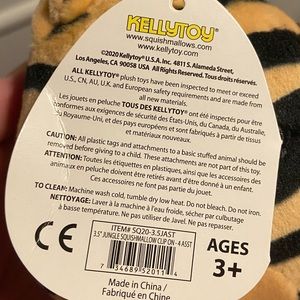 KELLYTOY
www.squishmallows.com
www.kellytoy.com
©2020 Kellytoy® U.S.A, Inc. 4811 S. Alameda Street,
Los Angeles, CA 90058 USA All Rights Reserved. Tous droits réservés.
ALL KELLYTOY® plush toys have been inspected to meet or exceed
U.S., CN, AU, U.K. and European safety requirements and are made from
all new materials.
Les jouets en peluche TOUS DES KELLYTOY® ont été inspectés pour être
conformes aux exigences de sécurité des États-Unis, du Canada, du Australie,
du Royaume-Uni, et des pays européens et sont fabriqués à partir de tissus
et matériaux nouveaux.
CAUTION: All plastic tags and attachments to a basic stuffed animal should be
removed before giving to a child. These attachments are not part of this toy.
ATTENTION: Toutes les étiquettes en plastiques, ainsi que les accessoires d'un
jouet en peluche doivent être retirés avant d'être donné à un enfant.
Ces accessoires ne font pas partie du jouet.
TO CLEAN: Machine wash cold, tumble dry low heat. Do not bleach. Do not iron.
NETTOYAGE: Laver à la machine à l'eau froide, sécher par culbutage
à basse température. Ne pas utiliser de Javel. Ne pas repasser.
CE
ITEM# SQ20-3.5JAST
3.5" JUNGLE SQUISHMALLOW CLIP ON - 4 ASST
7 34689 52011 4
AGES
3+
Made in China /
Fabriqué en Chine